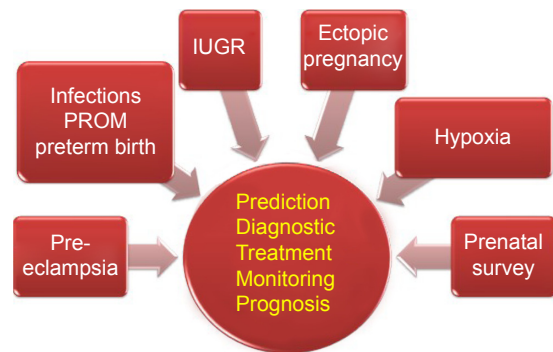 IUGR
Ectopic
pregnancy
Infections
PROM
preterm birth
Hypoxia
Pre-
eclampsia
Prediction
Diagnostic
Treatment
Monitoring
Prognosis
Prenatal
survey